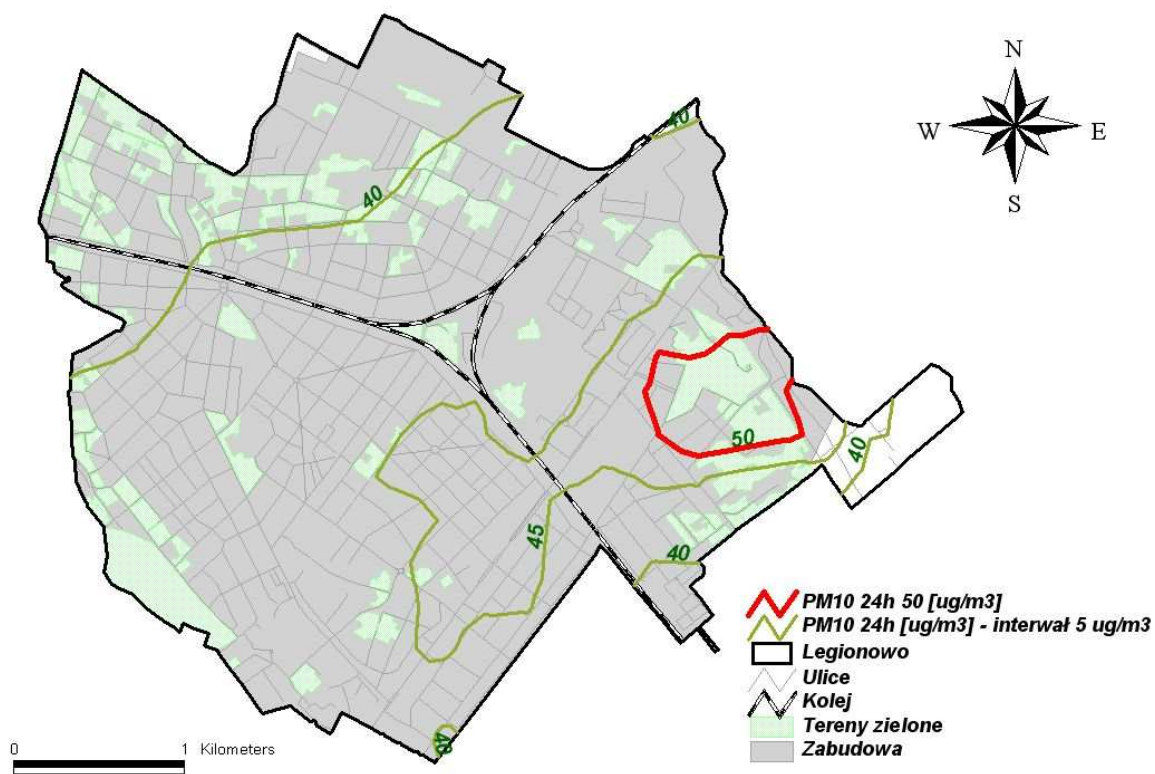 N
W E
S
40
40
50
40
45
40
40
PM10 24h 50 [ug/m3]
PM10 24h [ug/m3] - interwał 5 ug/m3
Legionowo
Ulice
Kolej
Tereny zielone
Zabudowa
0 1 Kilometers